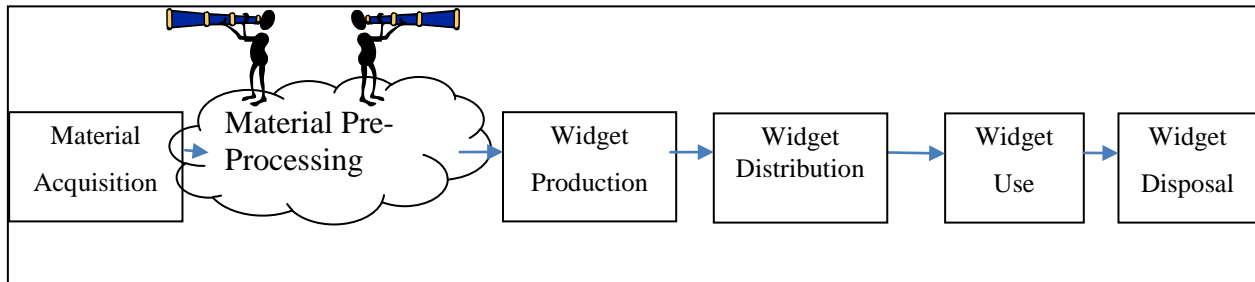 Material
Acquisition
Material Pre-
Processing
Widget
Production
Widget
Distribution
Widget
Use
Widget
Disposal